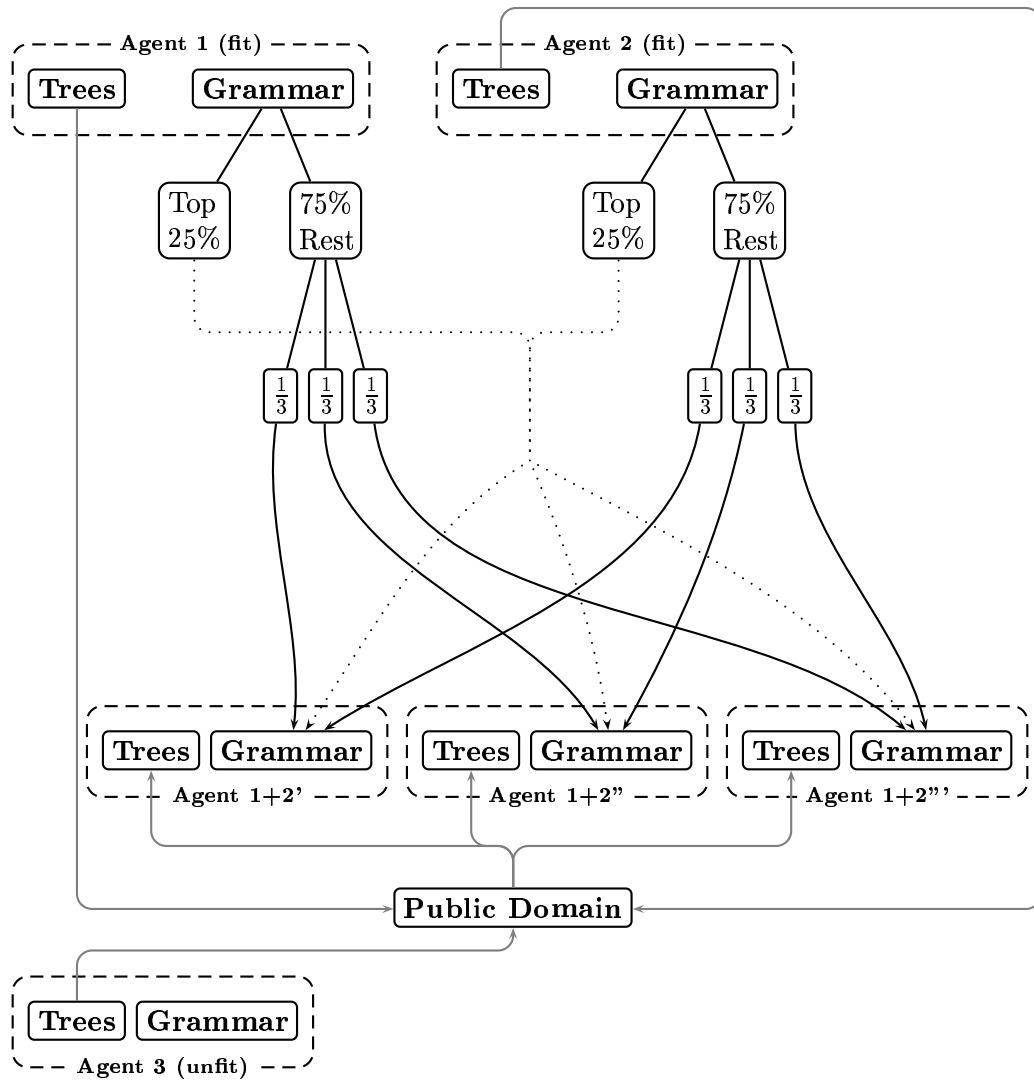 Agent 1 (fit)
Agent 2 (fit)
Trees
Grammar
Trees
Grammar
Top
25%
75%
Rest
Top
25%
75%
Rest
1/3
1/3
1/3
1/3
1/3
1/3
Trees
Grammar
Trees
Grammar
Trees
Grammar
Agent 1+2'
Agent 1+2”
Agent 1+2”'
Public Domain
Trees
Grammar
Agent 3 (unfit)